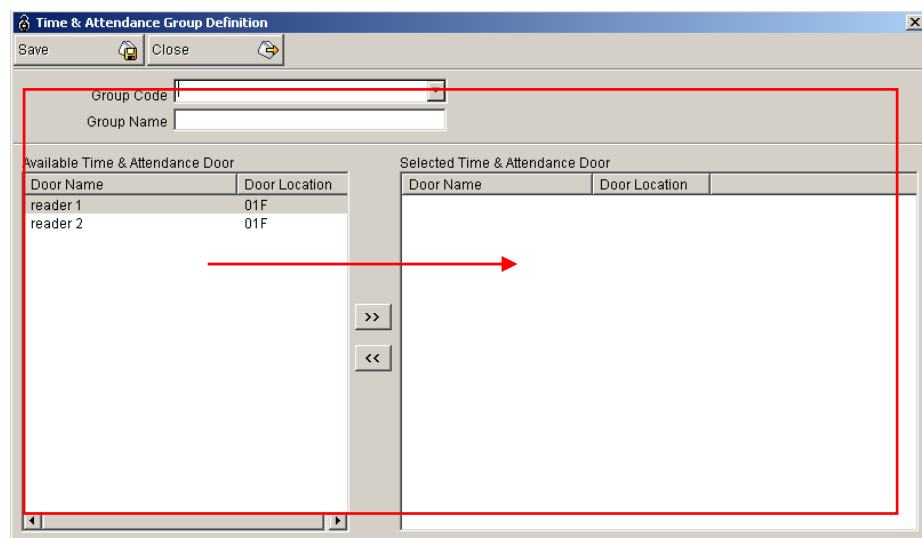 Time & Attendance Group Definition
Save Close
Group Code
Group Name
Available Time & Attendance Door Selected Time & Attendance Door
Door Name Door Location Door Name Door Location
reader 1 01F
reader 2 01F
>>
<<